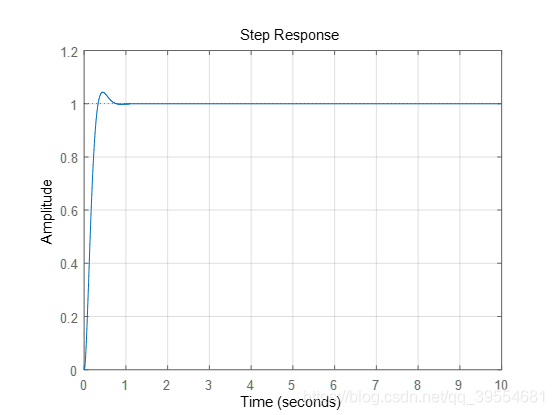 Step Response
1.2
1
0.8
0.6
0.4
0.2
0
Amplitude
0 1 2 3 4 5 6 7 8 9 10
Time (seconds)
https://blog.csdn.net/qq_39554681